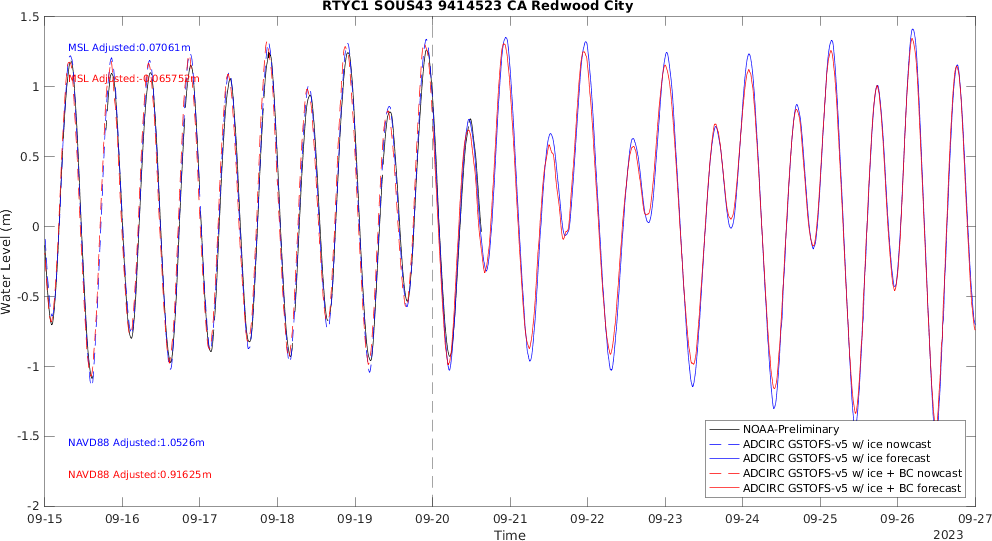 RTYC1 SOUS43 9414523 CA Redwood City
1.5
1
0.5
0
-0.5
-1
-1.5
-2
Water Level (m)
MSL Adjusted:0.07061m
MSL Adjusted:-0.065752m
NAVD88 Adjusted:1.0526m
NAVD88 Adjusted:0.91625m
NOAA-Preliminary
ADCIRC GSTOFS-v5 w/ ice nowcast
ADCIRC GSTOFS-v5 w/ ice forecast
ADCIRC GSTOFS-v5 w/ ice + BC nowcast
ADCIRC GSTOFS-v5 w/ ice + BC forecast
09-15 09-16 09-17 09-18 09-19 09-20 09-21 09-22 09-23 09-24 09-25 09-26 09-27
Time
2023